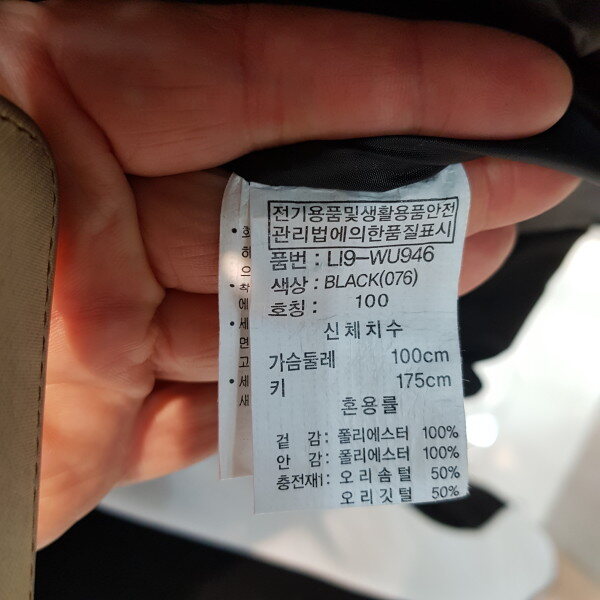 전기용품및생활용품안전
관리법에의한품질표시
품번 : LI9-WU946
색상 : BLACK(076)
호칭 : 100
신체치수
가슴둘레 100cm
키 175cm
혼용률
겉 감 : 폴리에스터 100%
안 감 : 폴리에스터 100%
충전재1 : 오리솜털 50%
오리깃털 50%